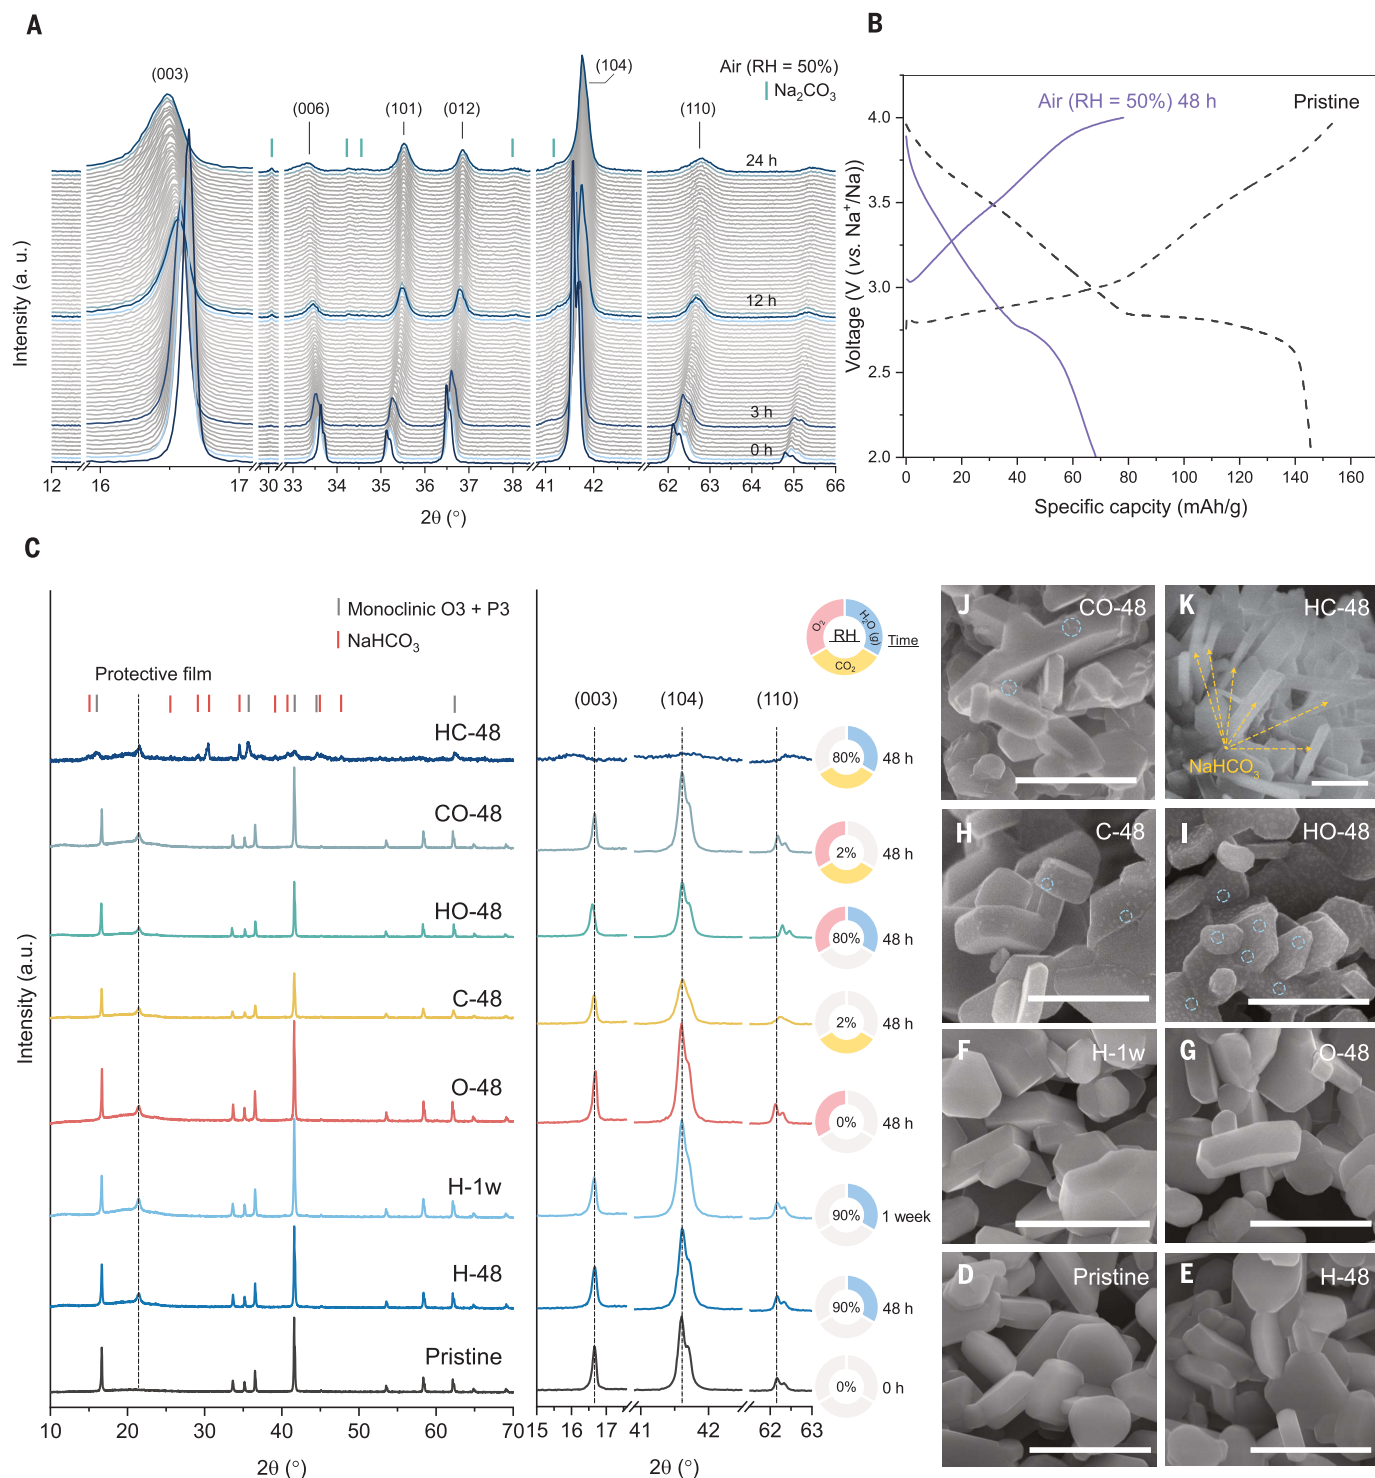 A
(003)
(006)
(101)
(012)
(104)
(110)
Air (RH = 50%)
Na₂CO₃
24 h
12 h
3 h
0 h
Intensity (a. u.)
12 16 17 30 33 34 35 36 37 38 41 42 62 63 65 66
2θ (°)
B
Air (RH = 50%) 48 h
Pristine
Voltage (V (vs. Na⁺/Na))
4.0
3.5
3.0
2.5
2.0
0 20 40 60 80 100 120 140 160
Specific capcity (mAh/g)
C
Monoclinic O3 + P3
NaHCO₃
Protective film
HC-48
CO-48
HO-48
C-48
O-48
H-1w
H-48
Pristine
Intensity (a.u.)
10 20 30 40 50 60 70
2θ (°)
(003) (104) (110)
O₂ H₂O (g)
RH
CO₂
Time
80% 48 h
2% 48 h
80% 48 h
2% 48 h
0% 48 h
90% 1 week
90% 48 h
0% 0 h
15 16 17 41 42 62 63
2θ (°)
J CO-48
K HC-48
NaHCO₃
H C-48
I HO-48
F H-1w
G O-48
D Pristine
E H-48